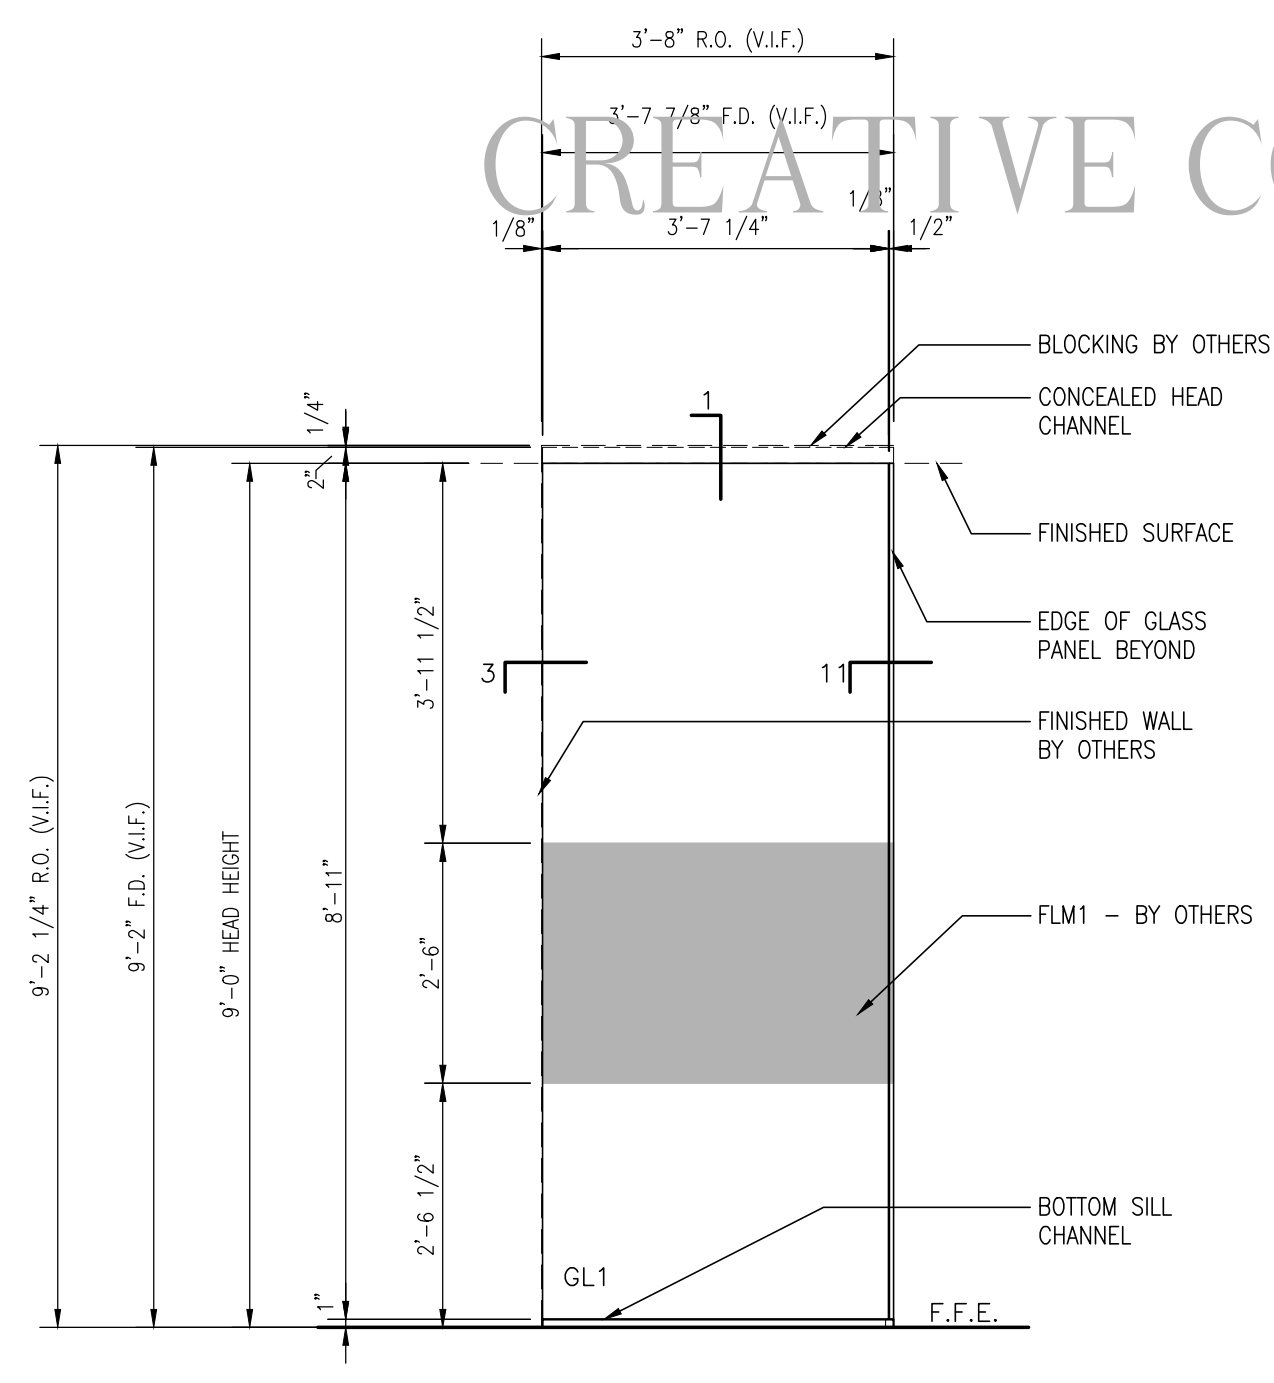 3'-8" R.O. (V.I.F.)
3'-7 7/8" F.D. (V.I.F.)
CREATIVE C
1/8"
1/8"
3'-7 1/4"
1/2"
BLOCKING BY OTHERS
CONCEALED HEAD
CHANNEL
1/4"
1
2"
FINISHED SURFACE
EDGE OF GLASS
PANEL BEYOND
3'-11 1/2"
3
11
FINISHED WALL
BY OTHERS
9'-2 1/4" R.O. (V.I.F.)
9'-2" F.D. (V.I.F.)
9'-0" HEAD HEIGHT
8'-11"
2'-6"
FLM1 - BY OTHERS
2'-6 1/2"
BOTTOM SILL
CHANNEL
GL1
1"
F.F.E.